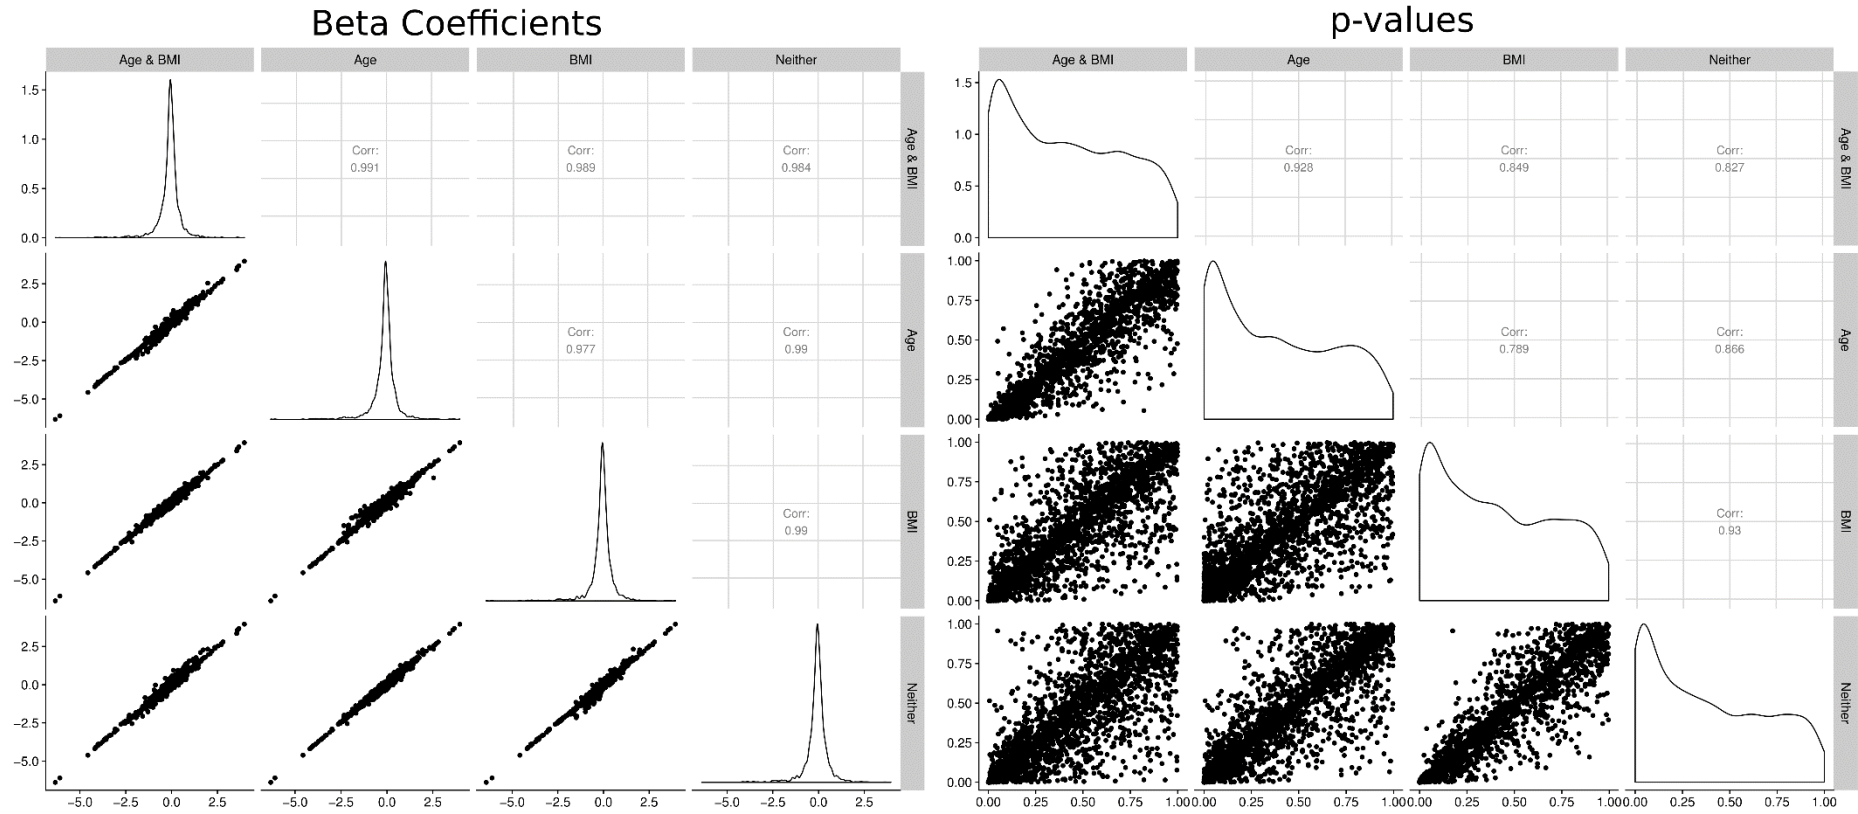 Beta Coefficients
p-values
Age & BMI
Age
BMI
Neither
Age & BMI
Age
BMI
Neither
1.5
1.0
0.5
0.0
Corr:
0.991
Corr:
0.989
Corr:
0.984
Age & BMI
1.5
1.0
0.5
0.0
Corr:
0.928
Corr:
0.849
Corr:
0.827
Age & BMI
2.5
0.0
−2.5
−5.0
Corr:
0.977
Corr:
0.99
Age
1.00
0.75
0.50
0.25
0.00
Corr:
0.789
Corr:
0.866
Age
2.5
0.0
−2.5
−5.0
Corr:
0.99
BMI
1.00
0.75
0.50
0.25
0.00
Corr:
0.93
BMI
2.5
0.0
−2.5
−5.0
Neither
1.00
0.75
0.50
0.25
0.00
Neither
−5.0 −2.5 0.0 2.5
−5.0 −2.5 0.0 2.5
−5.0 −2.5 0.0 2.5
−5.0 −2.5 0.0 2.5
0.00 0.25 0.50 0.75 1.00
0.00 0.25 0.50 0.75 1.00
0.00 0.25 0.50 0.75 1.00
0.00 0.25 0.50 0.75 1.00